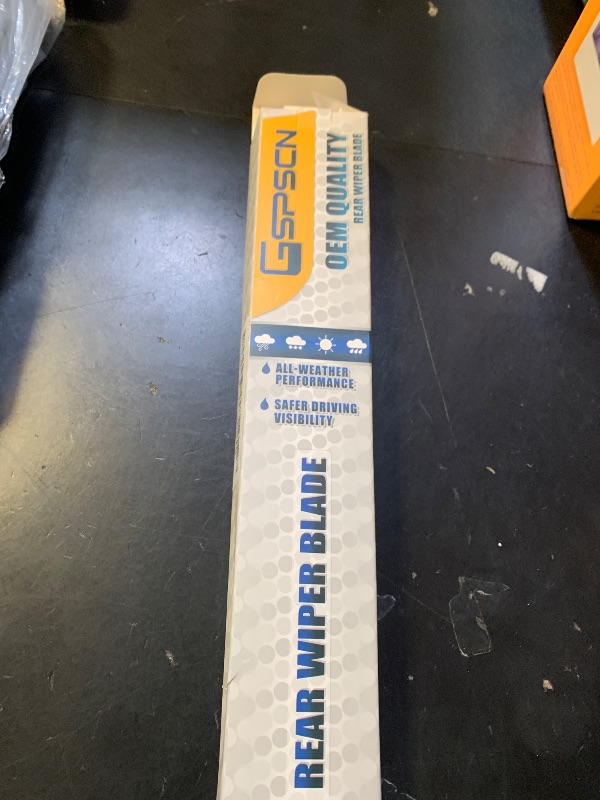 GSPSCN
OEM QUALITY
REAR WIPER BLADE
ALL-WEATHER
PERFORMANCE
SAFER DRIVING
VISIBILITY
REAR WIPER BLADE